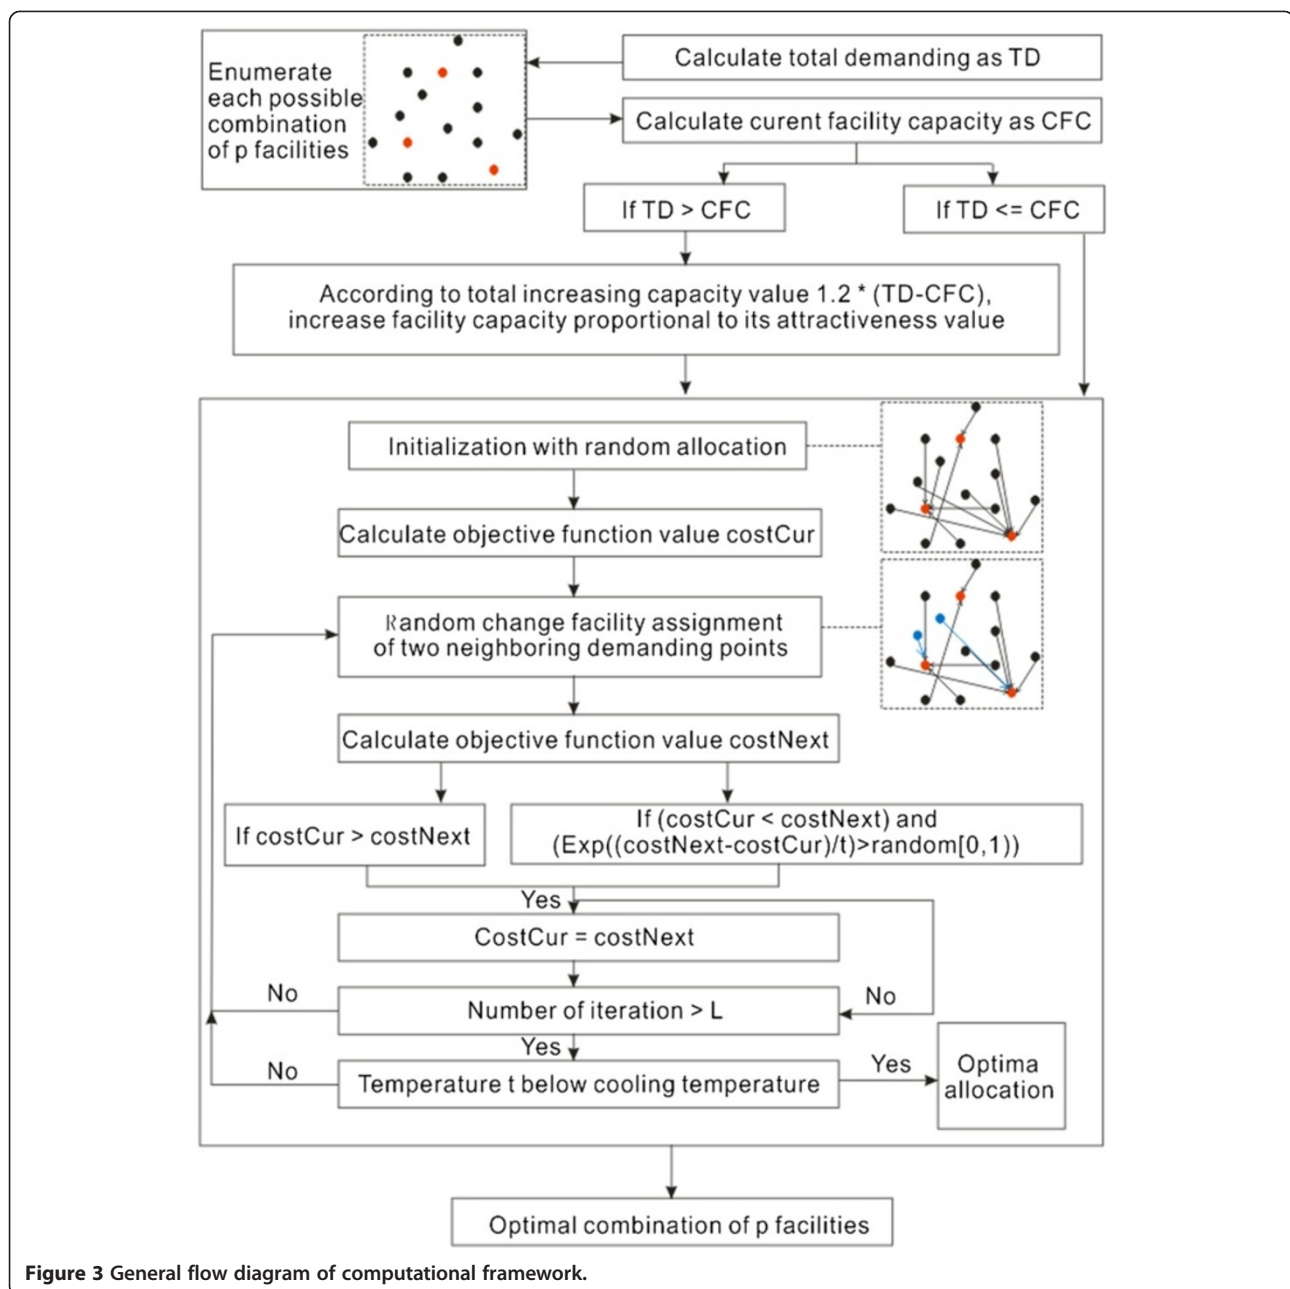 Calculate total demanding as TD
Enumerate
each possible
combination
of p facilities
Calculate curent facility capacity as CFC
If TD > CFC
If TD <= CFC
According to total increasing capacity value 1.2 * (TD-CFC),
increase facility capacity proportional to its attractiveness value
Initialization with random allocation
Calculate objective function value costCur
Random change facility assignment
of two neighboring demanding points
Calculate objective function value costNext
If costCur > costNext
If (costCur < costNext) and
(Exp((costNext-costCur)/t)>random[0,1))
Yes
CostCur = costNext
No
Number of iteration > L
No
Yes
No
Temperature t below cooling temperature
Yes
Optima
allocation
Optimal combination of p facilities
Figure 3 General flow diagram of computational framework.